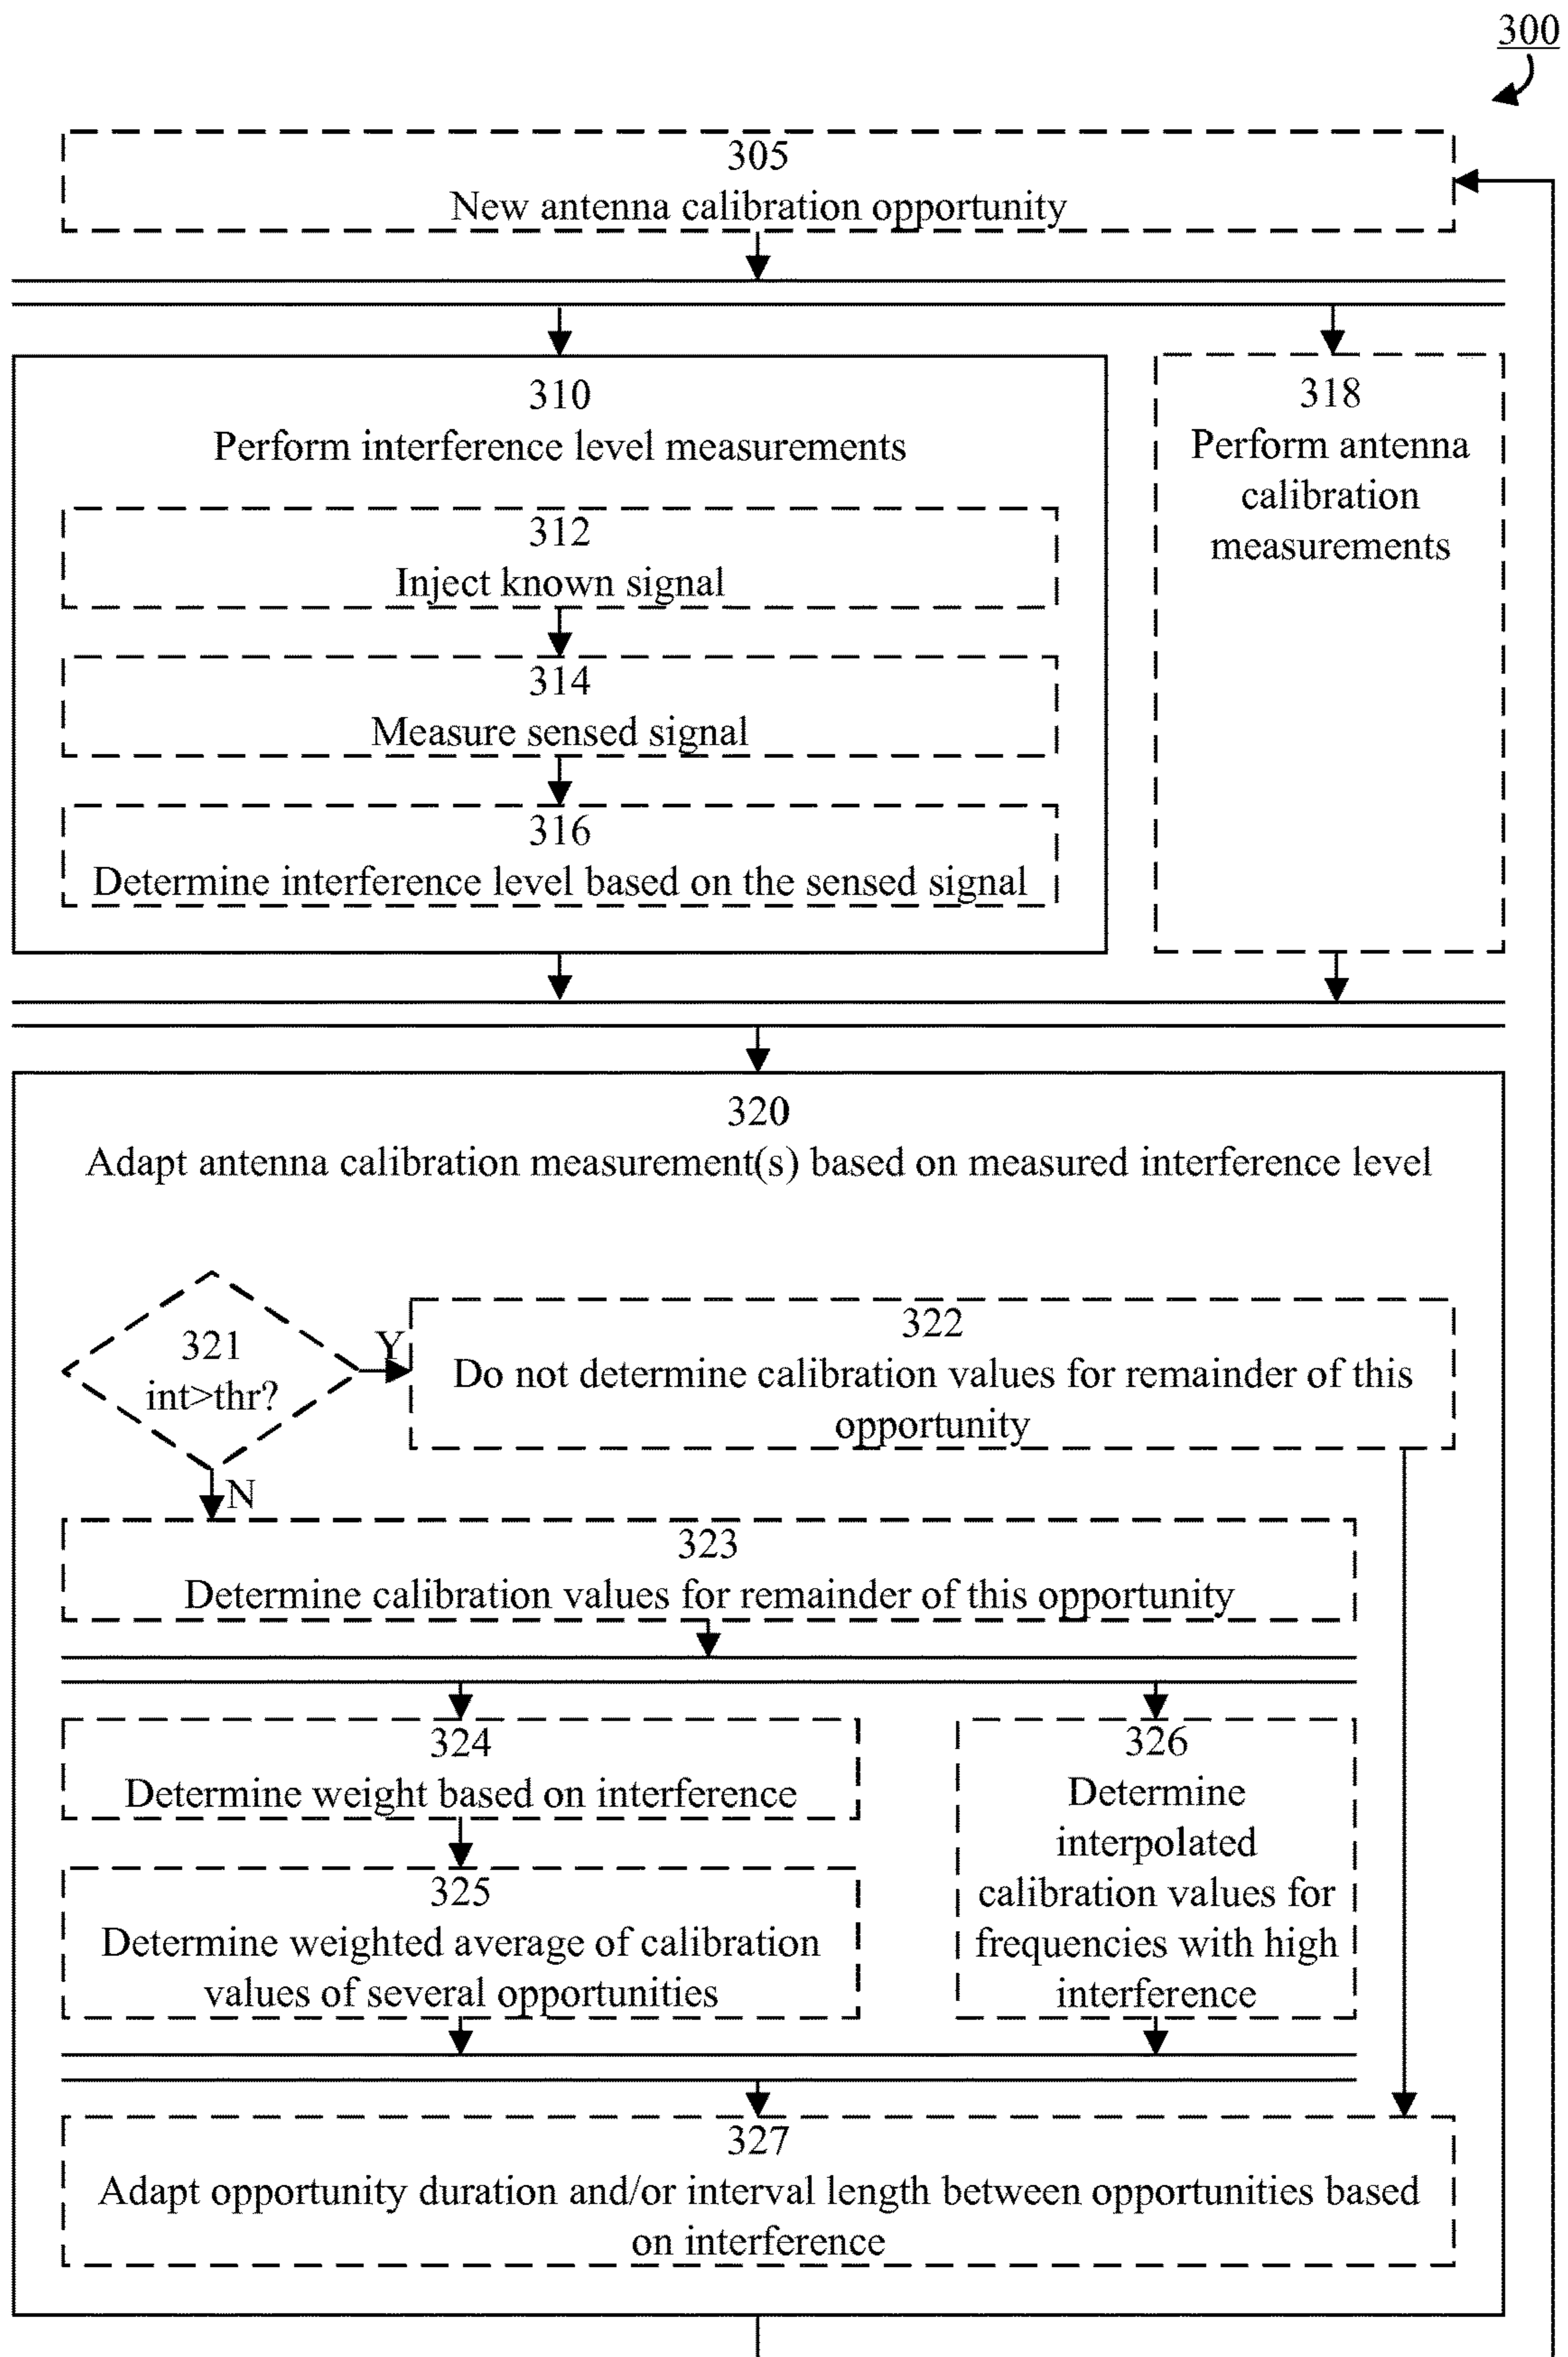 300
305
New antenna calibration opportunity
310
Perform interference level measurements
312
Inject known signal
314
Measure sensed signal
316
Determine interference level based on the sensed signal
318
Perform antenna
calibration
measurements
320
Adapt antenna calibration measurement(s) based on measured interference level
321
int>thr?
Y
322
Do not determine calibration values for remainder of this
opportunity
N
323
Determine calibration values for remainder of this opportunity
324
Determine weight based on interference
325
Determine weighted average of calibration
values of several opportunities
326
Determine
interpolated
calibration values for
frequencies with high
interference
327
Adapt opportunity duration and/or interval length between opportunities based
on interference